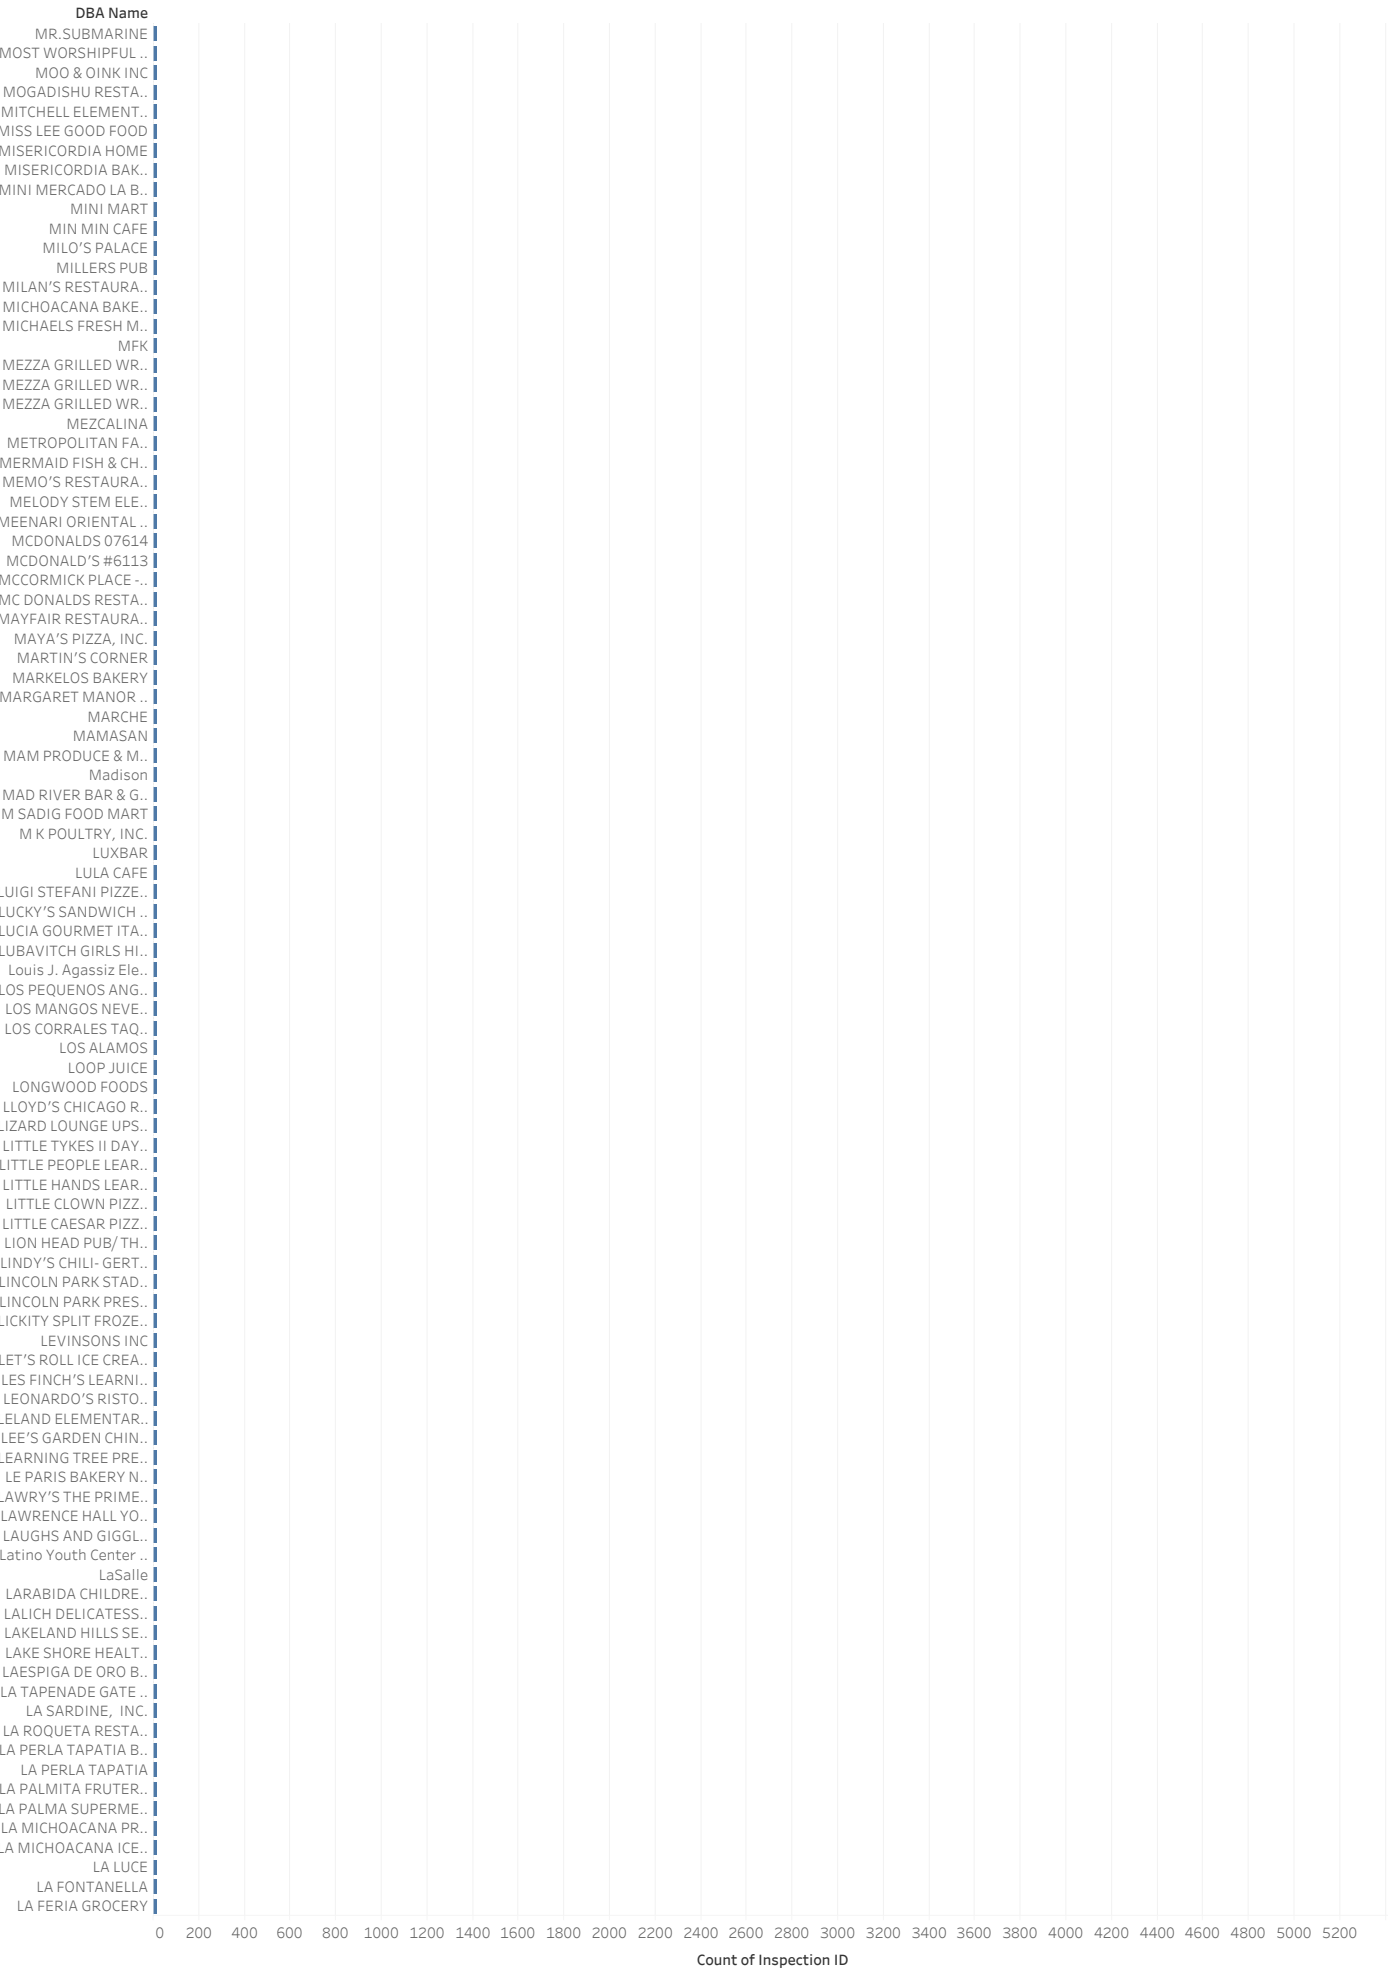 DBA Name
MR.SUBMARINE
MOST WORSHIPFUL ..
MOO & OINK INC
MOGADISHU RESTA..
MITCHELL ELEMENT..
MISS LEE GOOD FOOD
MISERICORDIA HOME
MISERICORDIA BAK..
MINI MERCADO LA B..
MINI MART
MIN MIN CAFE
MILO'S PALACE
MILLERS PUB
MILAN'S RESTAURA..
MICHOACANA BAKE..
MICHAELS FRESH M..
MFK
MEZZA GRILLED WR..
MEZZA GRILLED WR..
MEZZA GRILLED WR..
MEZCALINA
METROPOLITAN FA..
MERMAID FISH & CH..
MEMO'S RESTAURA..
MELODY STEM ELE..
MEENARI ORIENTAL ..
MCDONALDS 07614
MCDONALD'S #6113
MCCORMICK PLACE -..
MC DONALDS RESTA..
MAYFAIR RESTAURA..
MAYA'S PIZZA, INC.
MARTIN'S CORNER
MARKELOS BAKERY
MARGARET MANOR ..
MARCHE
MAMASAN
MAM PRODUCE & M..
Madison
MAD RIVER BAR & G..
M SADIG FOOD MART
M K POULTRY, INC.
LUXBAR
LULA CAFE
LUIGI STEFANI PIZZE..
LUCKY'S SANDWICH ..
LUCIA GOURMET ITA..
LUBAVITCH GIRLS HI..
Louis J. Agassiz Ele..
LOS PEQUENOS ANG..
LOS MANGOS NEVE..
LOS CORRALES TAQ..
LOS ALAMOS
LOOP JUICE
LONGWOOD FOODS
LLOYD'S CHICAGO R..
LIZARD LOUNGE UPS..
LITTLE TYKES II DAY..
LITTLE PEOPLE LEAR..
LITTLE HANDS LEAR..
LITTLE CLOWN PIZZ..
LITTLE CAESAR PIZZ..
LION HEAD PUB/ TH..
LINDY'S CHILI- GERT..
LINCOLN PARK STAD..
LINCOLN PARK PRES..
LICKITY SPLIT FROZE..
LEVINSONS INC
LET'S ROLL ICE CREA..
LES FINCH'S LEARNI..
LEONARDO'S RISTO..
LELAND ELEMENTAR..
LEE'S GARDEN CHIN..
LEARNING TREE PRE..
LE PARIS BAKERY N..
LAWRY'S THE PRIME..
LAWRENCE HALL YO..
LAUGHS AND GIGGL..
Latino Youth Center ..
LaSalle
LARABIDA CHILDRE..
LALICH DELICATESS..
LAKELAND HILLS SE..
LAKE SHORE HEALT..
LAESPIGA DE ORO B..
LA TAPENADE GATE ..
LA SARDINE,  INC.
LA ROQUETA RESTA..
LA PERLA TAPATIA B..
LA PERLA TAPATIA
LA PALMITA FRUTER..
LA PALMA SUPERME..
LA MICHOACANA PR..
LA MICHOACANA ICE..
LA LUCE
LA FONTANELLA
LA FERIA GROCERY
0 200 400 600 800 1000 1200 1400 1600 1800 2000 2200 2400 2600 2800 3000 3200 3400 3600 3800 4000 4200 4400 4600 4800 5000 5200
Count of Inspection ID